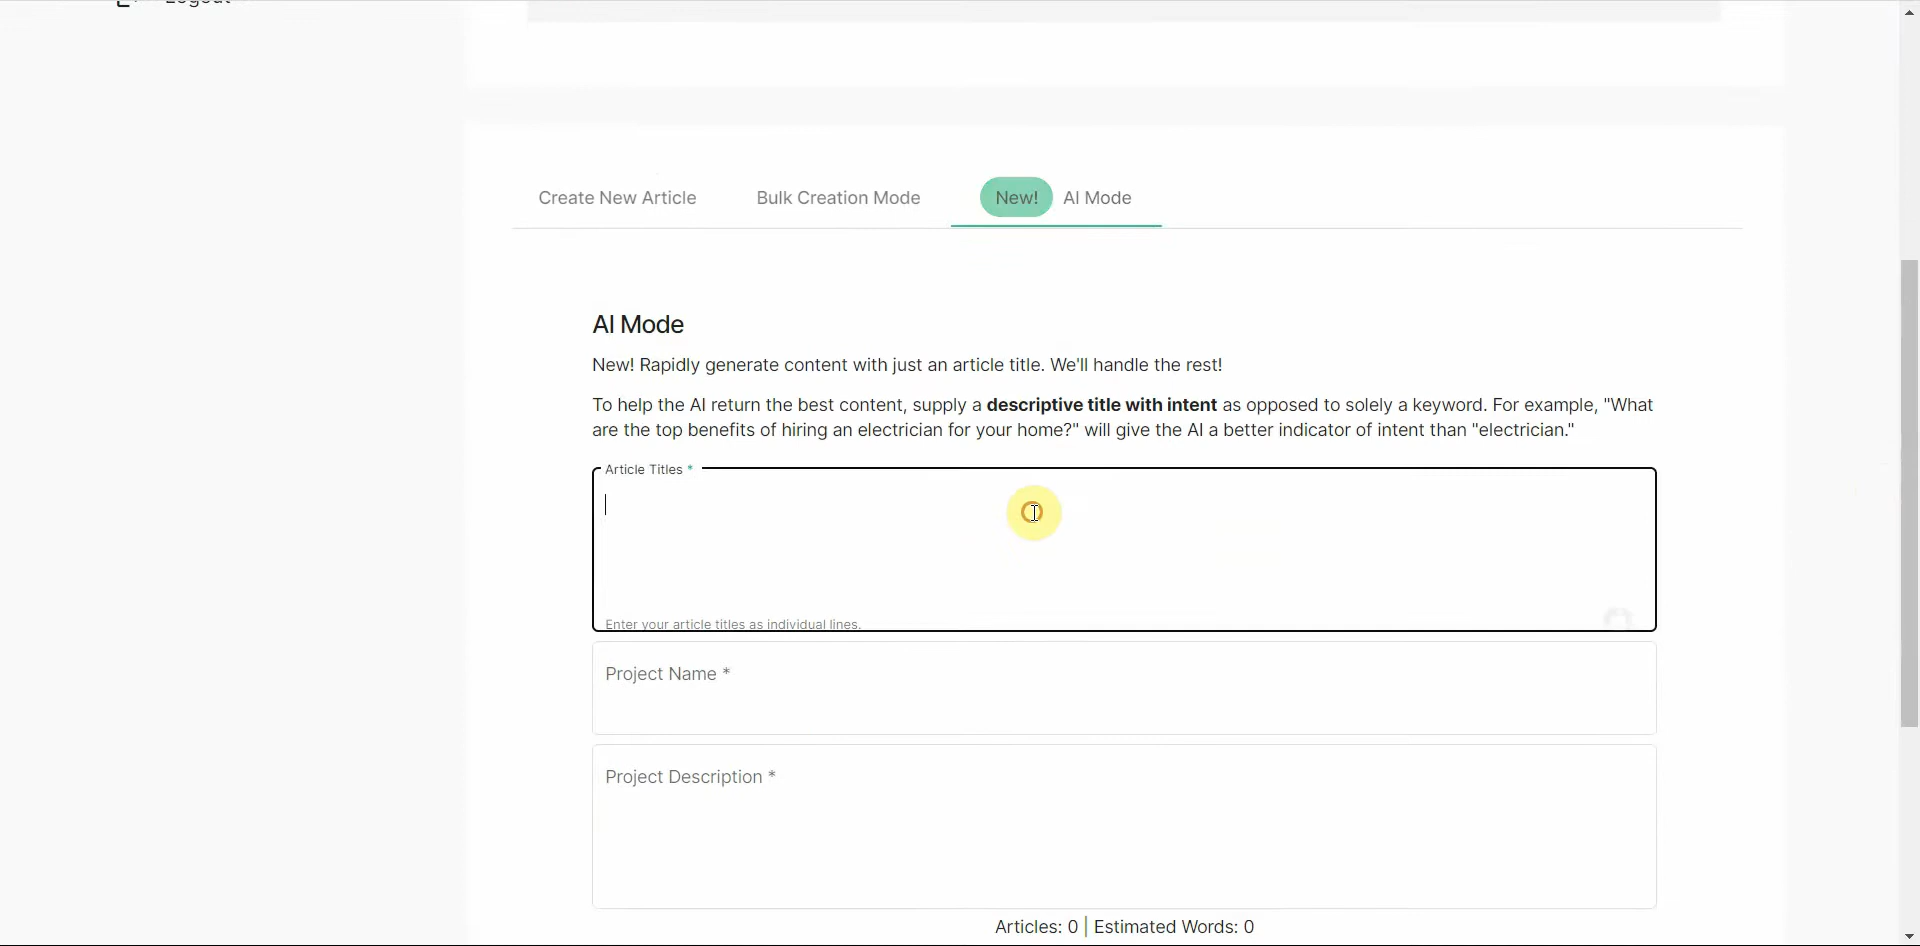 Logout
Create New Article
Bulk Creation Mode
New! AI Mode
AI Mode
New! Rapidly generate content with just an article title. We'll handle the rest!
To help the AI return the best content, supply a descriptive title with intent as opposed to solely a keyword. For example, "What
are the top benefits of hiring an electrician for your home?" will give the AI a better indicator of intent than "electrician."
Article Titles *
Enter your article titles as individual lines.
Project Name *
Project Description *
Articles: 0 | Estimated Words: 0